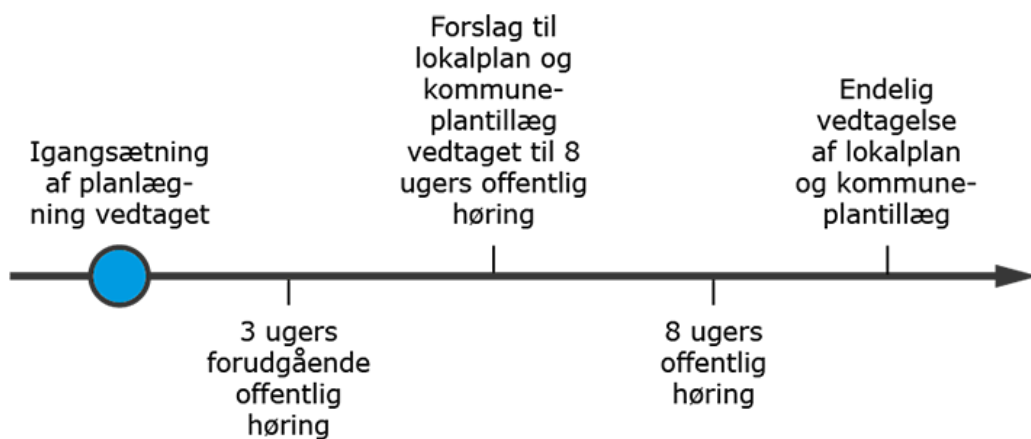 Igangsætning
af planlæg-
ning vedtaget
3 ugers
forudgående
offentlig
høring
Forslag til
lokalplan og
kommune-
plantillæg
vedtaget til 8
ugers offentlig
høring
8 ugers
offentlig
høring
Endelig
vedtagelse
af lokalplan
og kommune-
plantillæg